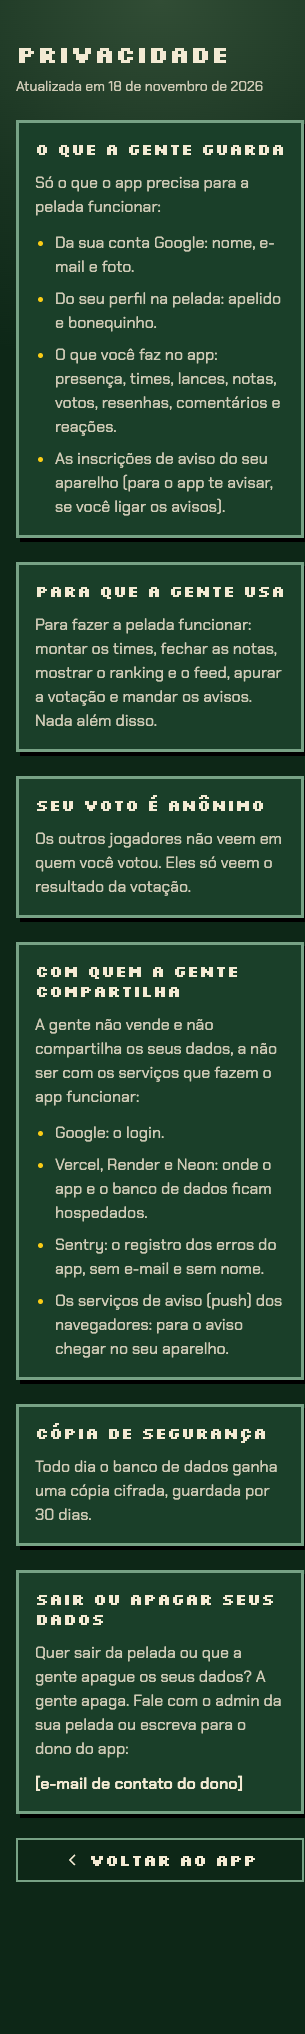 PRIVACIDADE
Atualizada em 18 de novembro de 2026
O QUE A GENTE GUARDA
Só o que o app precisa para a
pelada funcionar:
• Da sua conta Google: nome, e-
mail e foto.
• Do seu perfil na pelada: apelido
e bonequinho.
• O que você faz no app:
presença, times, lances, notas,
votos, resenhas, comentários e
reações.
• As inscrições de aviso do seu
aparelho (para o app te avisar,
se você ligar os avisos).
PARA QUE A GENTE USA
Para fazer a pelada funcionar:
montar os times, fechar as notas,
mostrar o ranking e o feed, apurar
a votação e mandar os avisos.
Nada além disso.
SEU VOTO É ANÔNIMO
Os outros jogadores não veem em
quem você votou. Eles só veem o
resultado da votação.
COM QUEM A GENTE
COMPARTILHA
A gente não vende e não
compartilha os seus dados, a não
ser com os serviços que fazem o
app funcionar:
• Google: o login.
• Vercel, Render e Neon: onde o
app e o banco de dados ficam
hospedados.
• Sentry: o registro dos erros do
app, sem e-mail e sem nome.
• Os serviços de aviso (push) dos
navegadores: para o aviso
chegar no seu aparelho.
CÓPIA DE SEGURANÇA
Todo dia o banco de dados ganha
uma cópia cifrada, guardada por
30 dias.
SAIR OU APAGAR SEUS
DADOS
Quer sair da pelada ou que a
gente apague os seus dados? A
gente apaga. Fale com o admin da
sua pelada ou escreva para o
dono do app:
[e-mail de contato do dono]
< VOLTAR AO APP